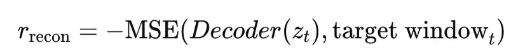 r_recon = −MSE(Decoder(z_t), target window_t)